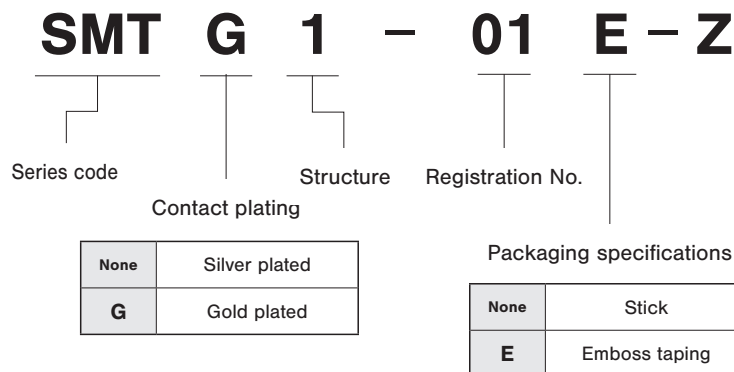 SMT G 1 - 01 E - Z
Series code
Structure
Registration No.
Contact plating
Packaging specifications
None Silver plated
G Gold plated
None Stick
E Emboss taping